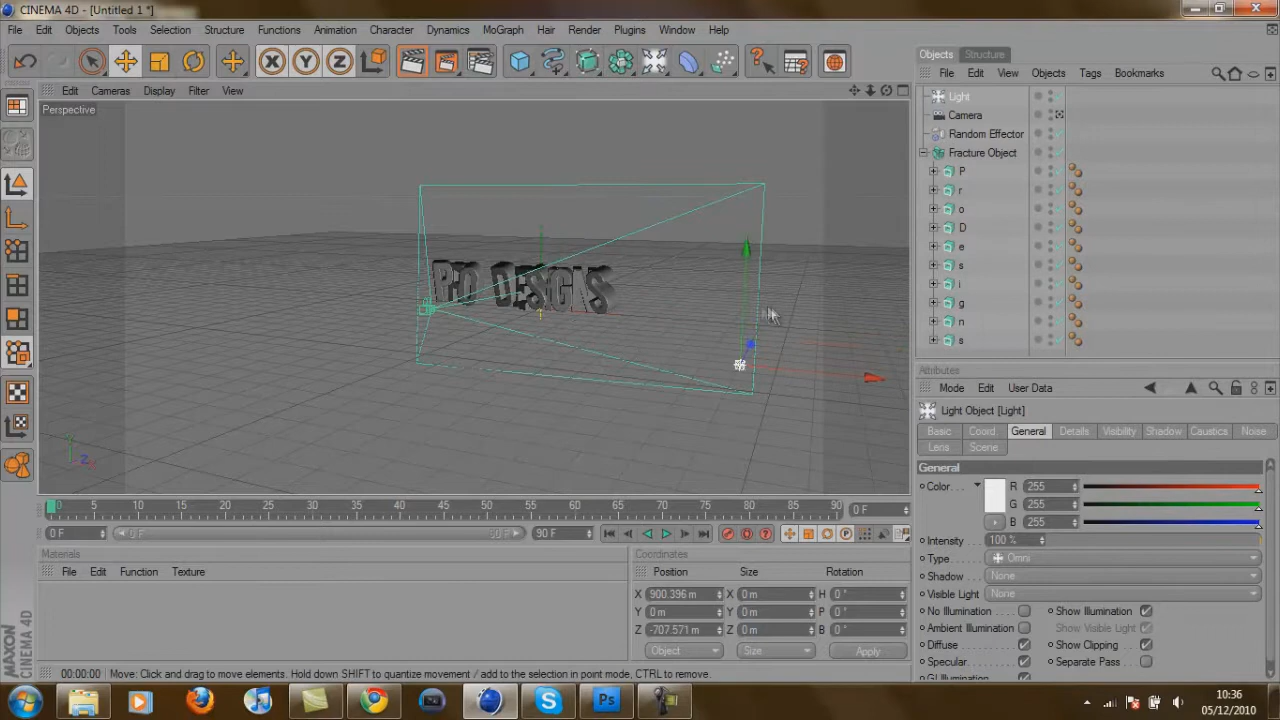 CINEMA 4D - [Untitled 1 *]
File Edit Objects Tools Selection Structure Functions Animation Character Dynamics MoGraph Hair Render Plugins Window Help
X Y Z
Objects Structure
File Edit View Objects Tags Bookmarks
Edit Cameras Display Filter View
Perspective
Light
Camera
Random Effector
Fracture Object
P
r
o
D
e
s
i
g
n
s
Y
Z
Attributes
Mode Edit User Data
Light Object [Light]
Basic Coord. General Details Visibility Shadow Caustics Noise
Lens Scene
General
Color. . . R 255
G 255
B 255
Intensity 100 %
Type Omni
Shadow None
Visible Light None
No Illumination Show Illumination
Ambient Illumination Show Visible Light
Diffuse Show Clipping
Specular Separate Pass
GI Illumination
0 5 10 15 20 25 30 35 40 45 50 55 60 65 70 75 80 85 90 0 F
0 F 0 F 90 F 90 F
Materials
File Edit Function Texture
Coordinates
Position Size Rotation
X 900.396 m X 0 m H 0 °
Y 0 m Y 0 m P 0 °
Z -707.571 m Z 0 m B 0 °
Object Size Apply
MAXON
CINEMA 4D
00:00:00 Move: Click and drag to move elements. Hold down SHIFT to quantize movement / add to the selection in point mode, CTRL to remove.
Ps
10:36
05/12/2010